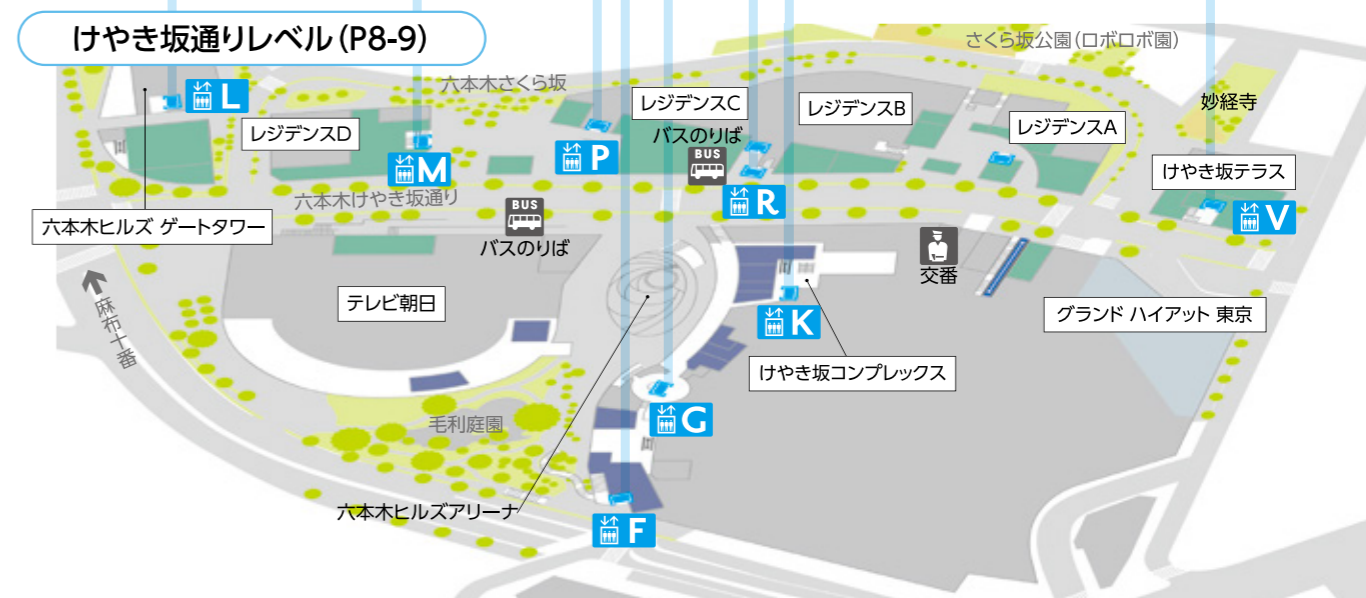 けやき坂通りレベル(P8-9)
さくら坂公園(ロボロボ園)
六本木さくら坂
L
レジデンスD
M
P
レジデンスC
バスのりば
BUS
R
レジデンスB
レジデンスA
妙経寺
けやき坂テラス
V
六本木ヒルズ ゲートタワー
六本木けやき坂通り
BUS
バスのりば
交番
麻布十番
テレビ朝日
K
グランド ハイアット 東京
けやき坂コンプレックス
毛利庭園
G
六本木ヒルズアリーナ
F